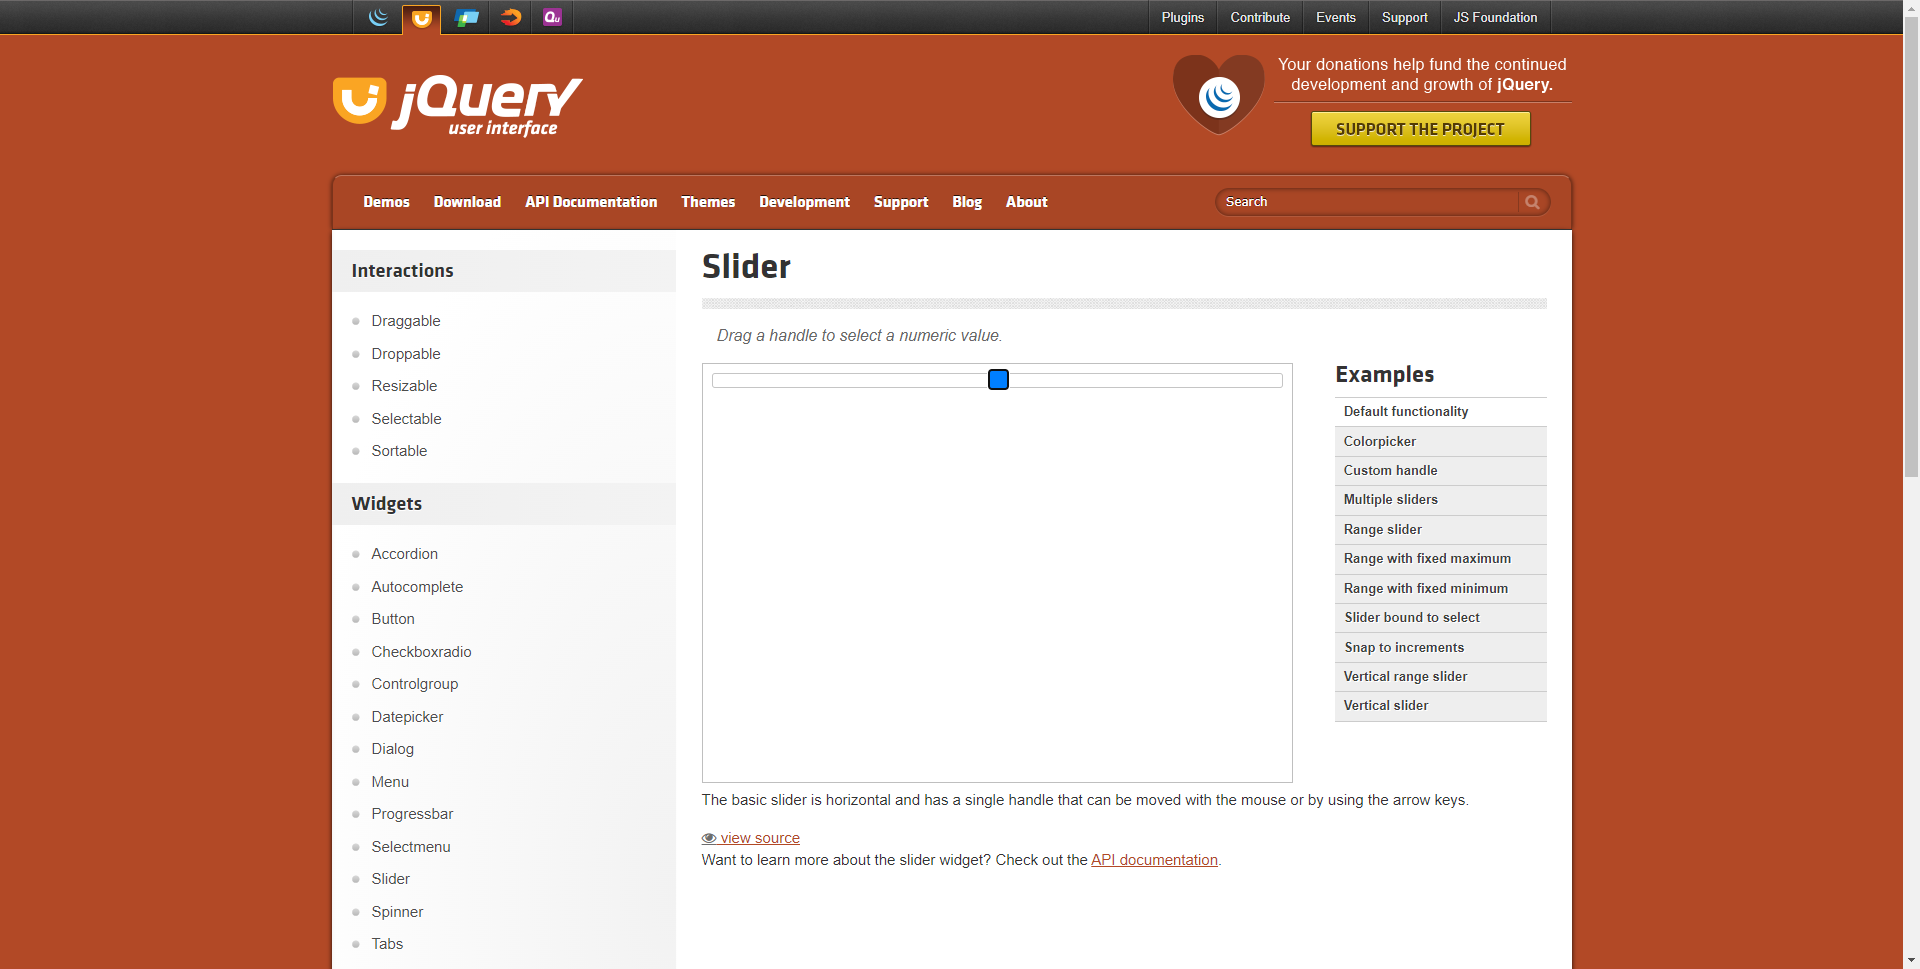 Qu
Plugins
Contribute
Events
Support
JS Foundation
jQuery
user interface
Your donations help fund the continued
development and growth of jQuery.
SUPPORT THE PROJECT
Demos
Download
API Documentation
Themes
Development
Support
Blog
About
Search
Interactions
Draggable
Droppable
Resizable
Selectable
Sortable
Widgets
Accordion
Autocomplete
Button
Checkboxradio
Controlgroup
Datepicker
Dialog
Menu
Progressbar
Selectmenu
Slider
Spinner
Tabs
Slider
Drag a handle to select a numeric value.
Examples
Default functionality
Colorpicker
Custom handle
Multiple sliders
Range slider
Range with fixed maximum
Range with fixed minimum
Slider bound to select
Snap to increments
Vertical range slider
Vertical slider
The basic slider is horizontal and has a single handle that can be moved with the mouse or by using the arrow keys.
view source
Want to learn more about the slider widget? Check out the API documentation.